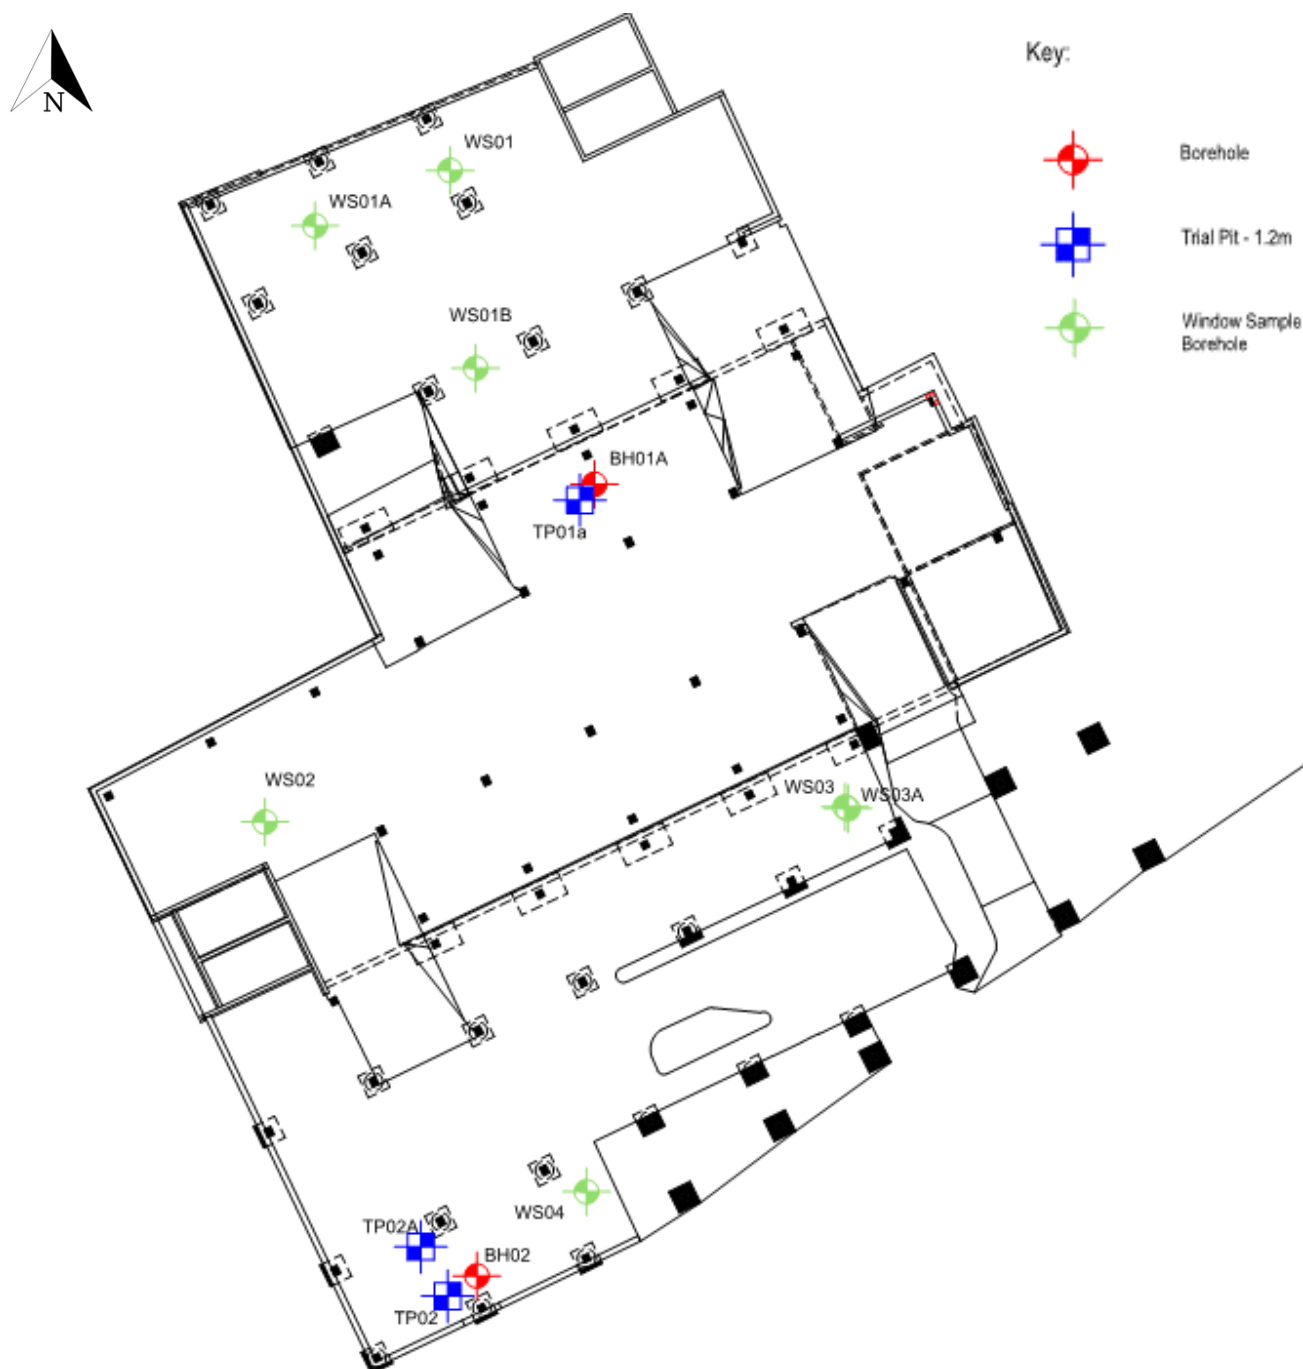 Key:
N
WS01
Borehole
WS01A
Trial Pit - 1.2m
WS01B
Window Sample
Borehole
BH01A
TP01a
WS02
WS03
WS03A
WS04
TP02A
BH02
TP02